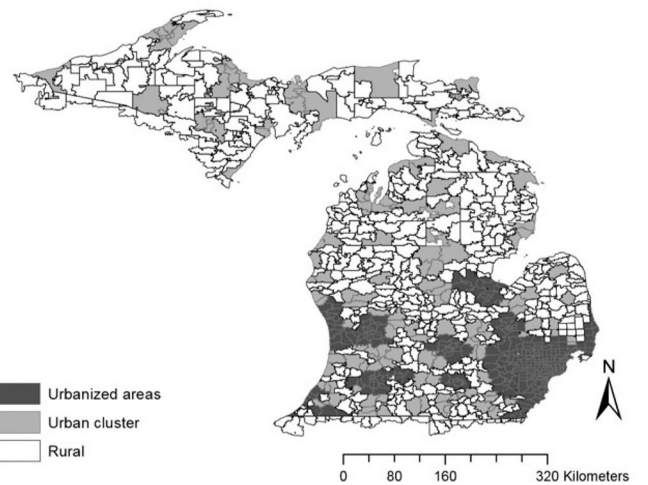 N
Urbanized areas
Urban cluster
Rural
0 80 160 320 Kilometers